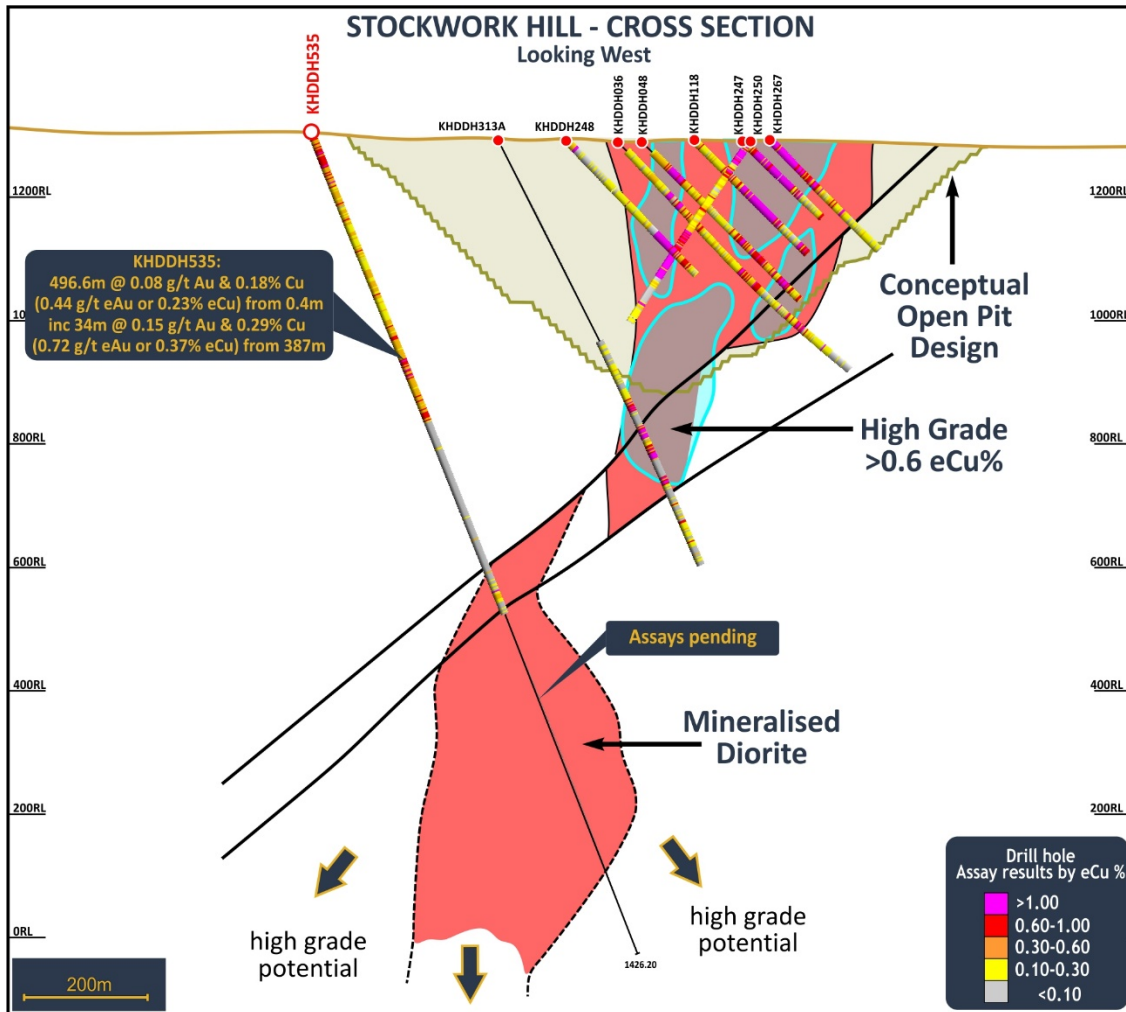 STOCKWORK HILL - CROSS SECTION
Looking West
KHDDH535
KHDDH313A
KHDDH248
KHDDH036
KHDDH048
KHDDH118
KHDDH247
KHDDH250
KHDDH267
1200RL
1200RL
KHDDH535:
496.6m @ 0.08 g/t Au & 0.18% Cu
(0.44 g/t eAu or 0.23% eCu) from 0.4m
inc 34m @ 0.15 g/t Au & 0.29% Cu
(0.72 g/t eAu or 0.37% eCu) from 387m
Conceptual
Open Pit
Design
1000RL
High Grade
>0.6 eCu%
800RL
800RL
600RL
600RL
Assays pending
400RL
400RL
Mineralised
Diorite
200RL
200RL
high grade
potential
high grade
potential
0RL
1426.20
200m
Drill hole
Assay results by eCu %
>1.00
0.60-1.00
0.30-0.60
0.10-0.30
<0.10